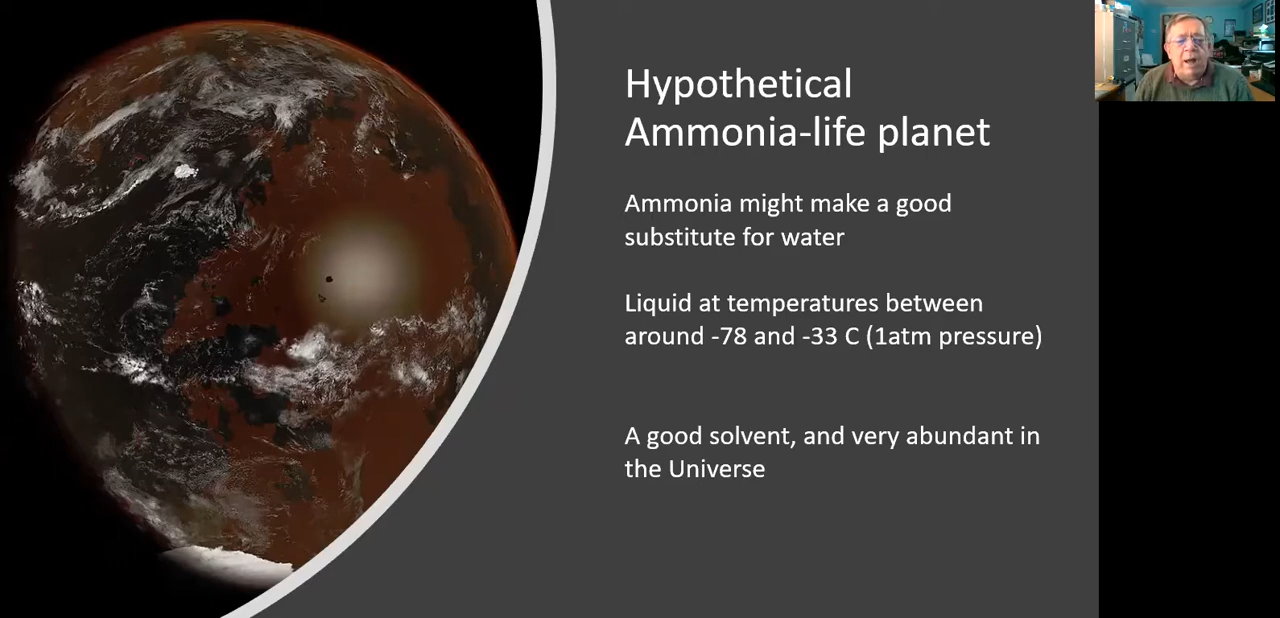 Hypothetical
Ammonia-life planet
Ammonia might make a good
substitute for water
Liquid at temperatures between
around -78 and -33 C (1atm pressure)
A good solvent, and very abundant in
the Universe